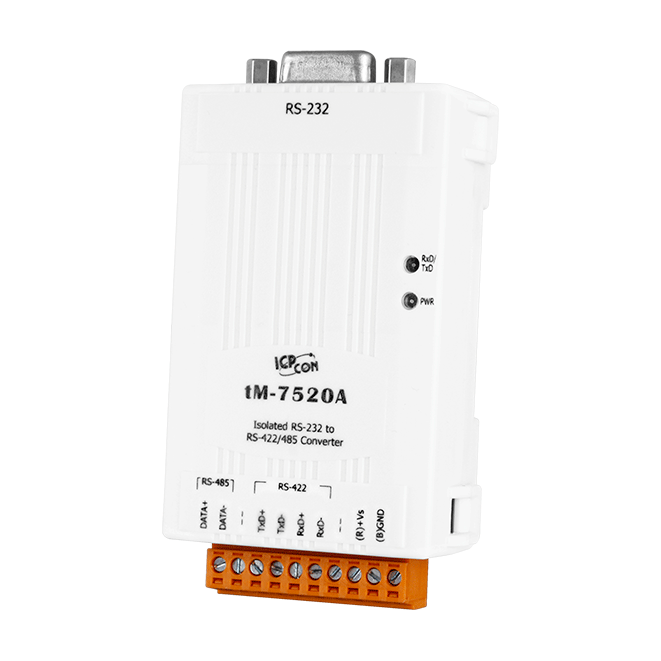 RS-232
RxD/
TxD
PWR
ICP CON
tM-7520A
Isolated RS-232 to
RS-422/485 Converter
RS-485 RS-422
DATA+ DATA- -- TxD+ TxD- RxD+ RxD- -- (R)+Vs (B)GND